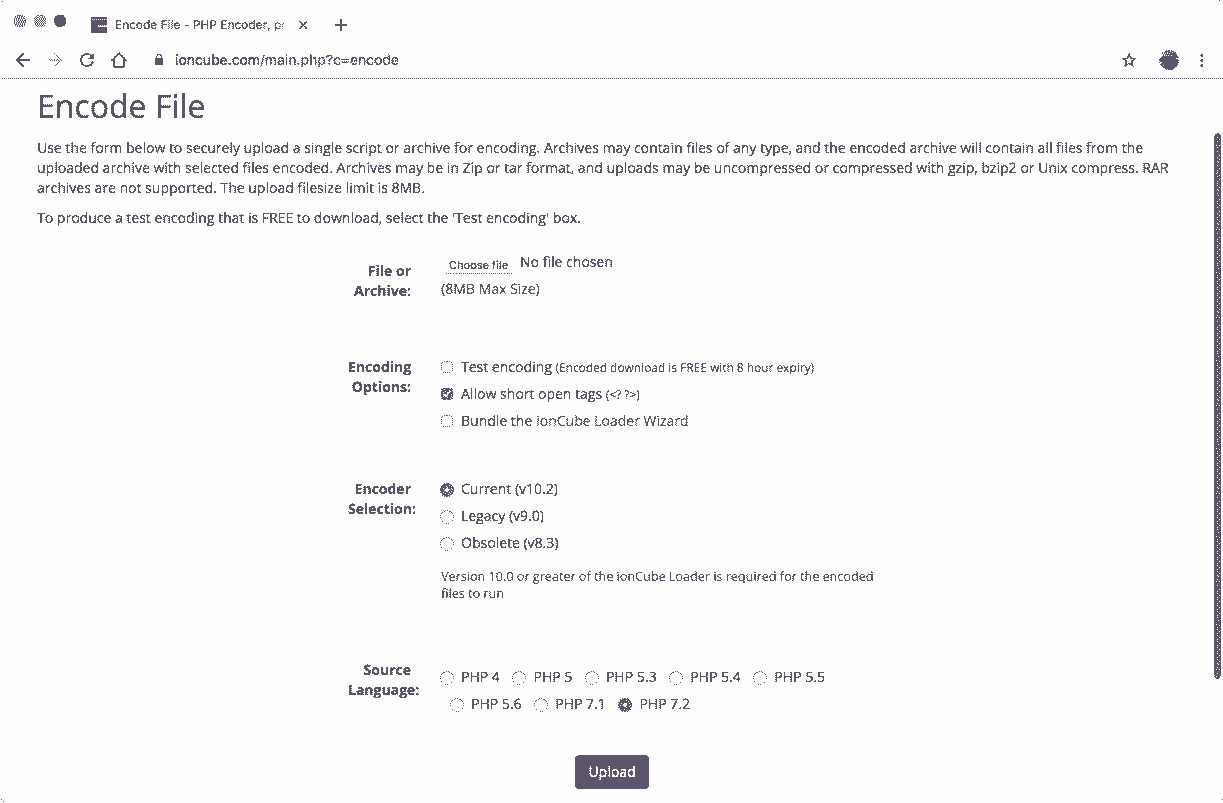 Encode File - PHP Encoder, pr
ioncube.com/main.php?c=encode
Encode File
Use the form below to securely upload a single script or archive for encoding. Archives may contain files of any type, and the encoded archive will contain all files from the
uploaded archive with selected files encoded. Archives may be in Zip or tar format, and uploads may be uncompressed or compressed with gzip, bzip2 or Unix compress. RAR
archives are not supported. The upload filesize limit is 8MB.
To produce a test encoding that is FREE to download, select the 'Test encoding' box.
File or
Archive:
Choose file No file chosen
(8MB Max Size)
Encoding
Options:
Test encoding (Encoded download is FREE with 8 hour expiry)
Allow short open tags (<? ?>)
Bundle the ionCube Loader Wizard
Encoder
Selection:
Current (v10.2)
Legacy (v9.0)
Obsolete (v8.3)
Version 10.0 or greater of the ionCube Loader is required for the encoded
files to run
Source
Language:
PHP 4 PHP 5 PHP 5.3 PHP 5.4 PHP 5.5
PHP 5.6 PHP 7.1 PHP 7.2
Upload